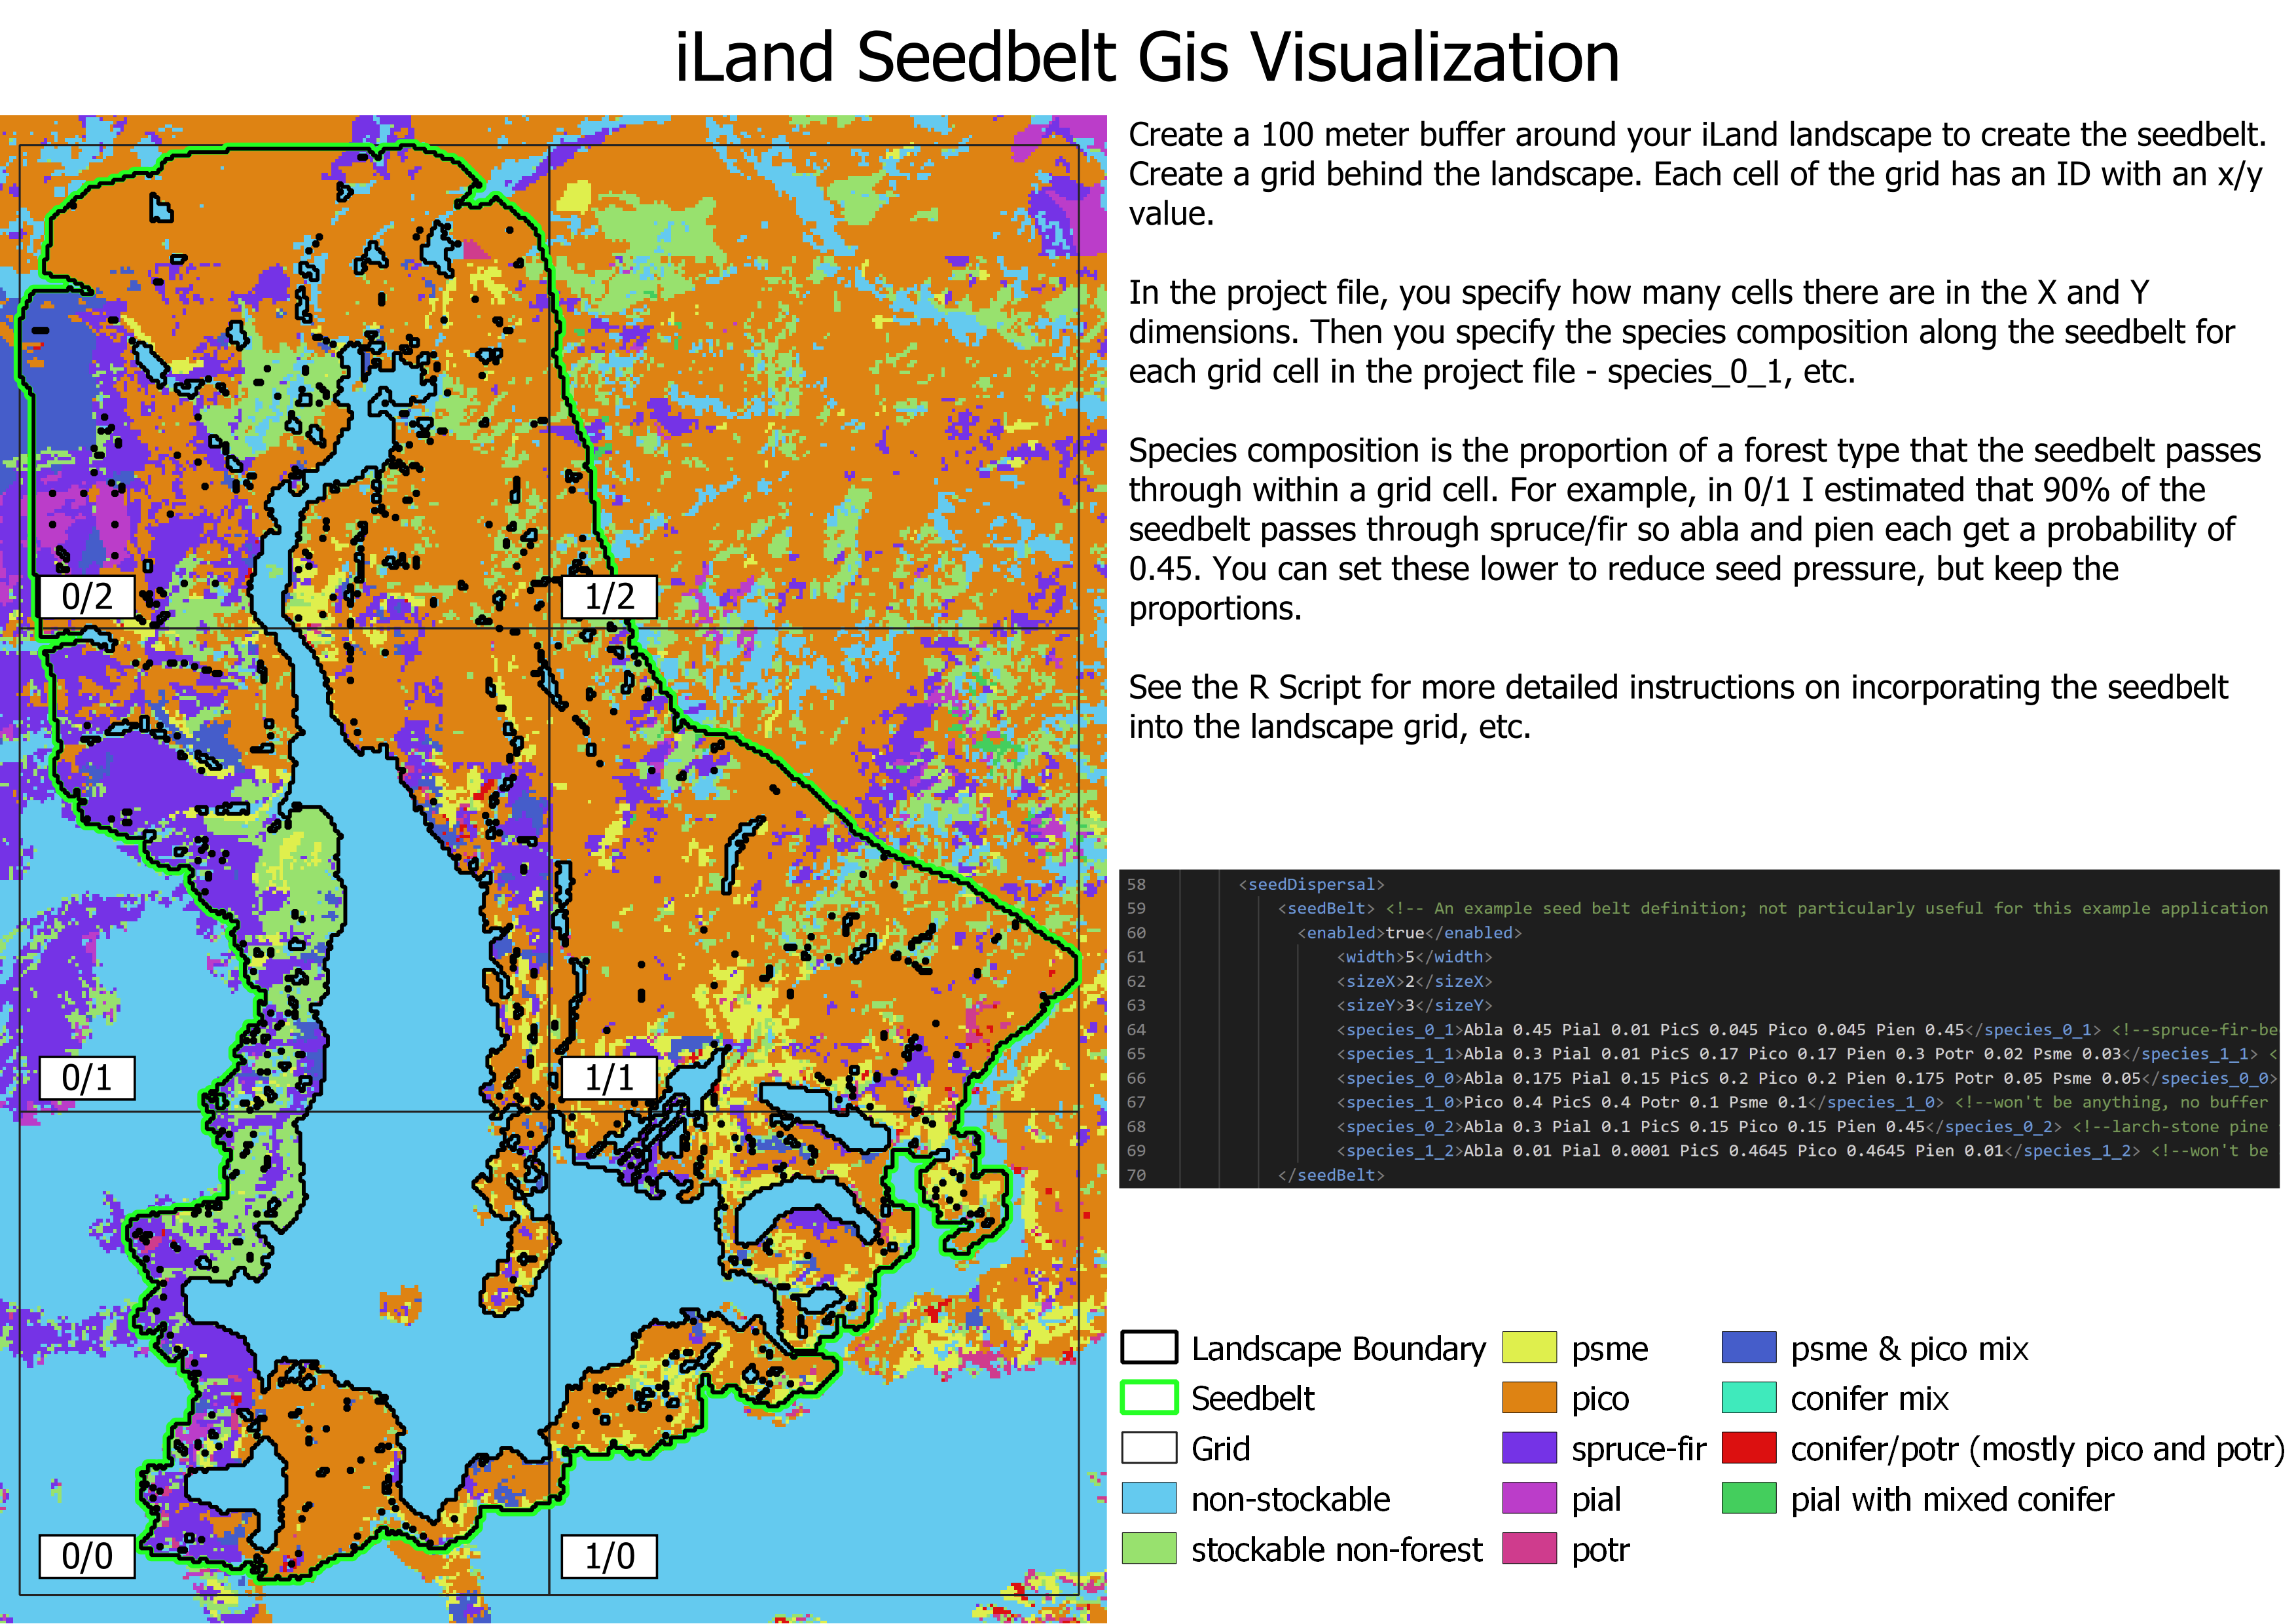 iLand Seedbelt Gis Visualization
Create a 100 meter buffer around your iLand landscape to create the seedbelt.
Create a grid behind the landscape. Each cell of the grid has an ID with an x/y
value.
In the project file, you specify how many cells there are in the X and Y
dimensions. Then you specify the species composition along the seedbelt for
each grid cell in the project file - species_0_1, etc.
Species composition is the proportion of a forest type that the seedbelt passes
through within a grid cell. For example, in 0/1 I estimated that 90% of the
seedbelt passes through spruce/fir so abla and pien each get a probability of
0.45. You can set these lower to reduce seed pressure, but keep the
proportions.
See the R Script for more detailed instructions on incorporating the seedbelt
into the landscape grid, etc.
0/2
1/2
0/1
1/1
0/0
1/0
58 <seedDispersal>
59 <seedBelt> <!-- An example seed belt definition; not particularly useful for this example application
60 <enabled>true</enabled>
61 <width>5</width>
62 <sizeX>2</sizeX>
63 <sizeY>3</sizeY>
64 <species_0_1>Abla 0.45 Pial 0.01 PicS 0.045 Pico 0.045 Pien 0.45</species_0_1> <!--spruce-fir-be
65 <species_1_1>Abla 0.3 Pial 0.01 PicS 0.17 Pico 0.17 Pien 0.3 Potr 0.02 Psme 0.03</species_1_1> <
66 <species_0_0>Abla 0.175 Pial 0.15 PicS 0.2 Pico 0.2 Pien 0.175 Potr 0.05 Psme 0.05</species_0_0>
67 <species_1_0>Pico 0.4 PicS 0.4 Potr 0.1 Psme 0.1</species_1_0> <!--won't be anything, no buffer
68 <species_0_2>Abla 0.3 Pial 0.1 PicS 0.15 Pico 0.15 Pien 0.45</species_0_2> <!--larch-stone pine
69 <species_1_2>Abla 0.01 Pial 0.0001 PicS 0.4645 Pico 0.4645 Pien 0.01</species_1_2> <!--won't be
70 </seedBelt>
Landscape Boundary
Seedbelt
Grid
non-stockable
stockable non-forest
psme
pico
spruce-fir
pial
potr
psme & pico mix
conifer mix
conifer/potr (mostly pico and potr)
pial with mixed conifer